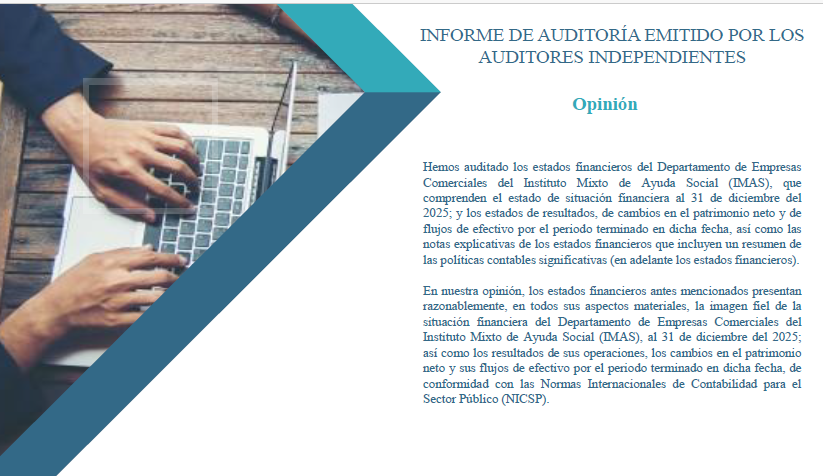 INFORME DE AUDITORÍA EMITIDO POR LOS
AUDITORES INDEPENDIENTES
Opinión
Hemos auditado los estados financieros del Departamento de Empresas
Comerciales del Instituto Mixto de Ayuda Social (IMAS), que
comprenden el estado de situación financiera al 31 de diciembre del
2025; y los estados de resultados, de cambios en el patrimonio neto y de
flujos de efectivo por el periodo terminado en dicha fecha, así como las
notas explicativas de los estados financieros que incluyen un resumen de
las políticas contables significativas (en adelante los estados financieros).
En nuestra opinión, los estados financieros antes mencionados presentan
razonablemente, en todos sus aspectos materiales, la imagen fiel de la
situación financiera del Departamento de Empresas Comerciales del
Instituto Mixto de Ayuda Social (IMAS), al 31 de diciembre del 2025;
así como los resultados de sus operaciones, los cambios en el patrimonio
neto y sus flujos de efectivo por el periodo terminado en dicha fecha, de
conformidad con las Normas Internacionales de Contabilidad para el
Sector Público (NICSP).